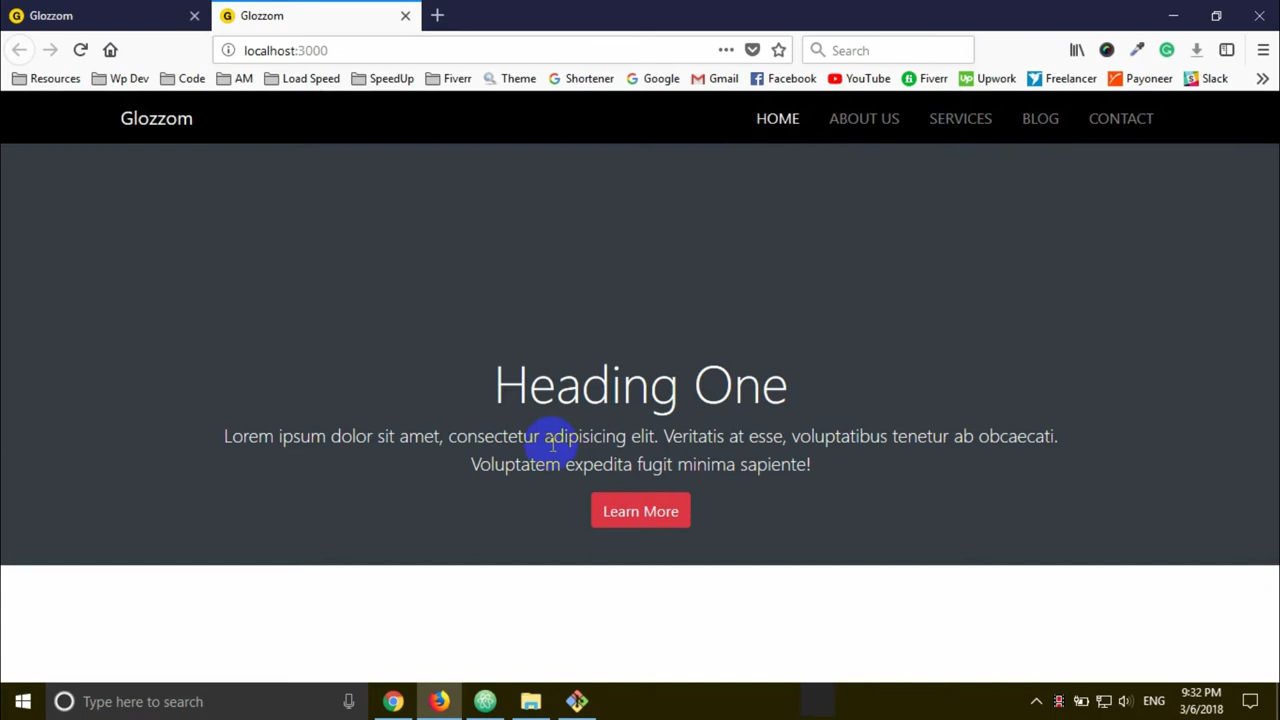 Glozzom
Glozzom
localhost:3000
Search
Resources Wp Dev Code AM Load Speed SpeedUp Fiverr Theme Shortener Google Gmail Facebook YouTube Fiverr Upwork Freelancer Payoneer Slack
Glozzom
HOME ABOUT US SERVICES BLOG CONTACT
Heading One
Lorem ipsum dolor sit amet, consectetur adipisicing elit. Veritatis at esse, voluptatibus tenetur ab obcaecati.
Voluptatem expedita fugit minima sapiente!
Learn More
Type here to search
ENG
9:32 PM
3/6/2018